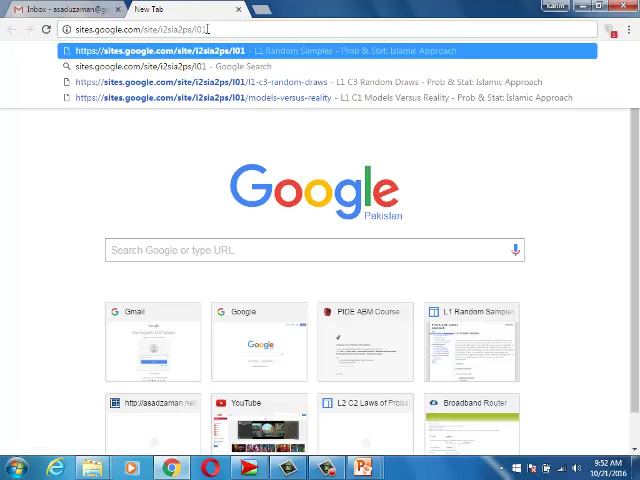 Inbox - asaduzaman@g
New Tab
Karim
sites.google.com/site/i2sia2ps/l01
https://sites.google.com/site/i2sia2ps/l01 - L1 Random Samples - Prob & Stat: Islamic Approach
sites.google.com/site/i2sia2ps/l01 - Google Search
https://sites.google.com/site/i2sia2ps/l01/l1-c3-random-draws - L1 C3 Random Draws - Prob & Stat: Islamic Approach
https://sites.google.com/site/i2sia2ps/l01/models-versus-reality - L1 C1 Models Versus Reality - Prob & Stat: Islamic Approach
Google
Pakistan
Search Google or type URL
Gmail
Google
PIDE ABM Course
L1 Random Samples
http://asadzaman.net
YouTube
L2 C2 Laws of Proba
Broadband Router
9:52 AM
10/21/2016